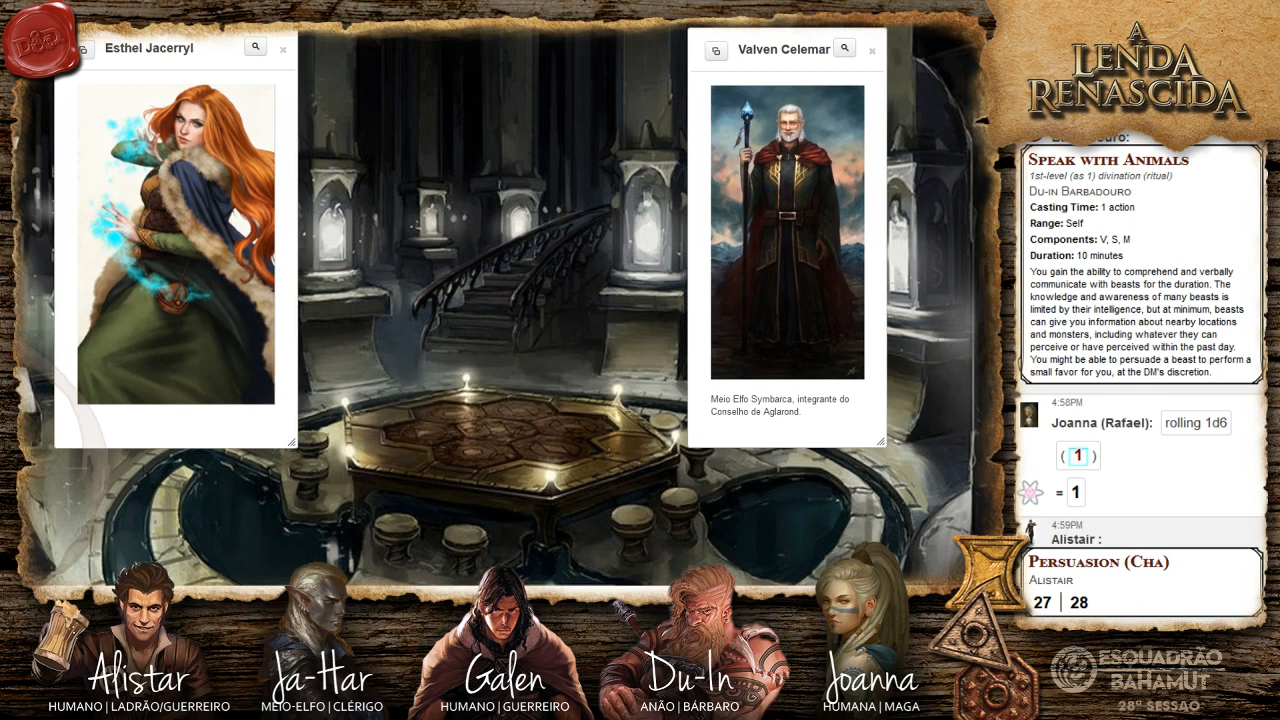 D&D
Esthel Jacerryl
Valven Celemar
Meio Elfo Symbarca, integrante do
Conselho de Aglarond.
A
LENDA
RENASCIDA
SPEAK WITH ANIMALS
1st-level (as 1) divination (ritual)
DU-IN BARBADOURO
Casting Time: 1 action
Range: Self
Components: V, S, M
Duration: 10 minutes
You gain the ability to comprehend and verbally
communicate with beasts for the duration. The
knowledge and awareness of many beasts is
limited by their intelligence, but at minimum, beasts
can give you information about nearby locations
and monsters, including whatever they can
perceive or have perceived within the past day.
You might be able to persuade a beast to perform a
small favor for you, at the DM's discretion.
4:58PM
Joanna (Rafael): rolling 1d6
( 1 )
= 1
4:59PM
Alistair :
PERSUASION (CHA)
ALISTAIR
27 | 28
Alistar
HUMANO | LADRÃO/GUERREIRO
Ja-Har
MEIO-ELFO | CLÉRIGO
Galen
HUMANO | GUERREIRO
Du-In
ANÃO | BÁRBARO
Joanna
HUMANA | MAGA
ESQUADRÃO
BAHAMUT
28ª SESSÃO